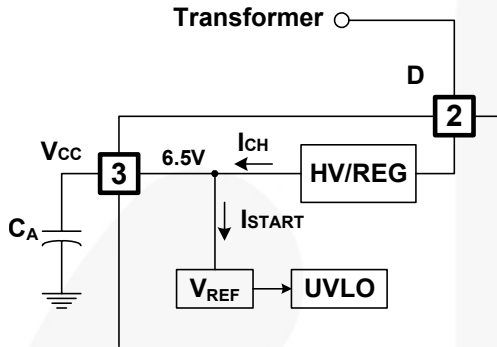 Transformer
D
2
VCC
3
6.5V
ICH
HV/REG
CA
ISTART
VREF
UVLO